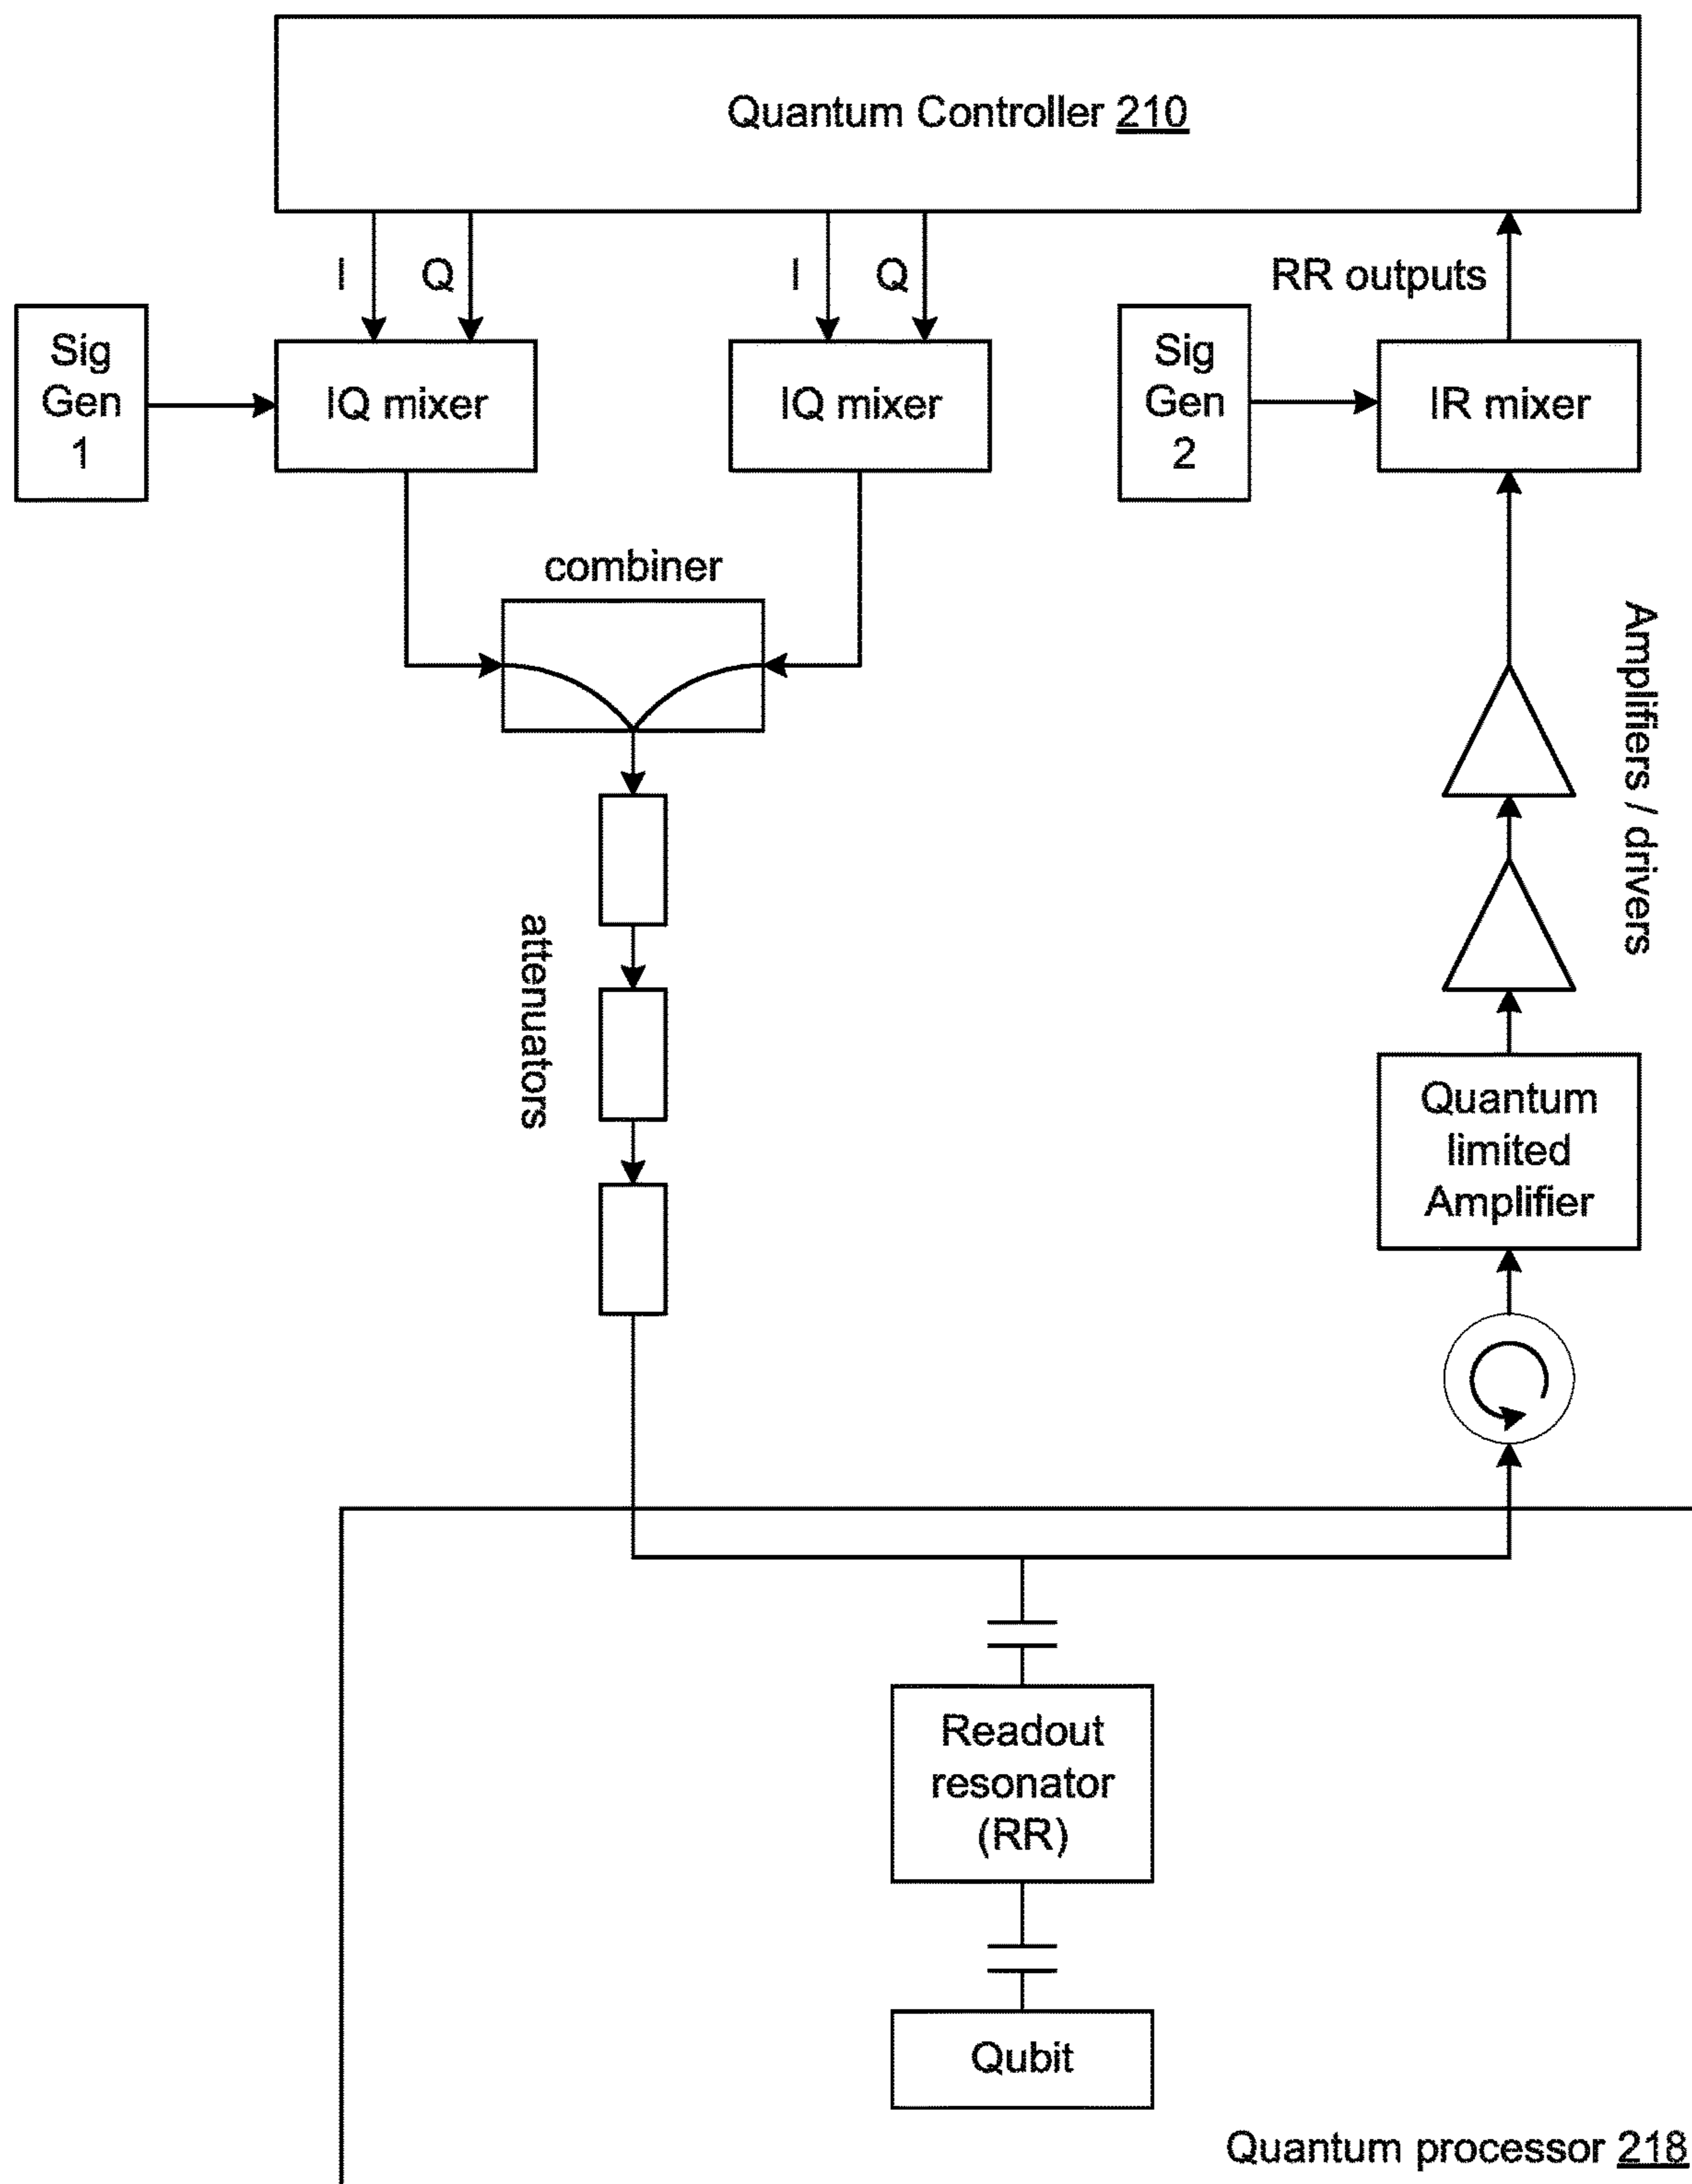 Quantum Controller 210
I
Q
I
Q
RR outputs
Sig
Gen
1
IQ mixer
IQ mixer
Sig
Gen
2
IR mixer
combiner
Amplifiers / drivers
attenuators
Quantum
limited
Amplifier
Readout
resonator
(RR)
Qubit
Quantum processor 218